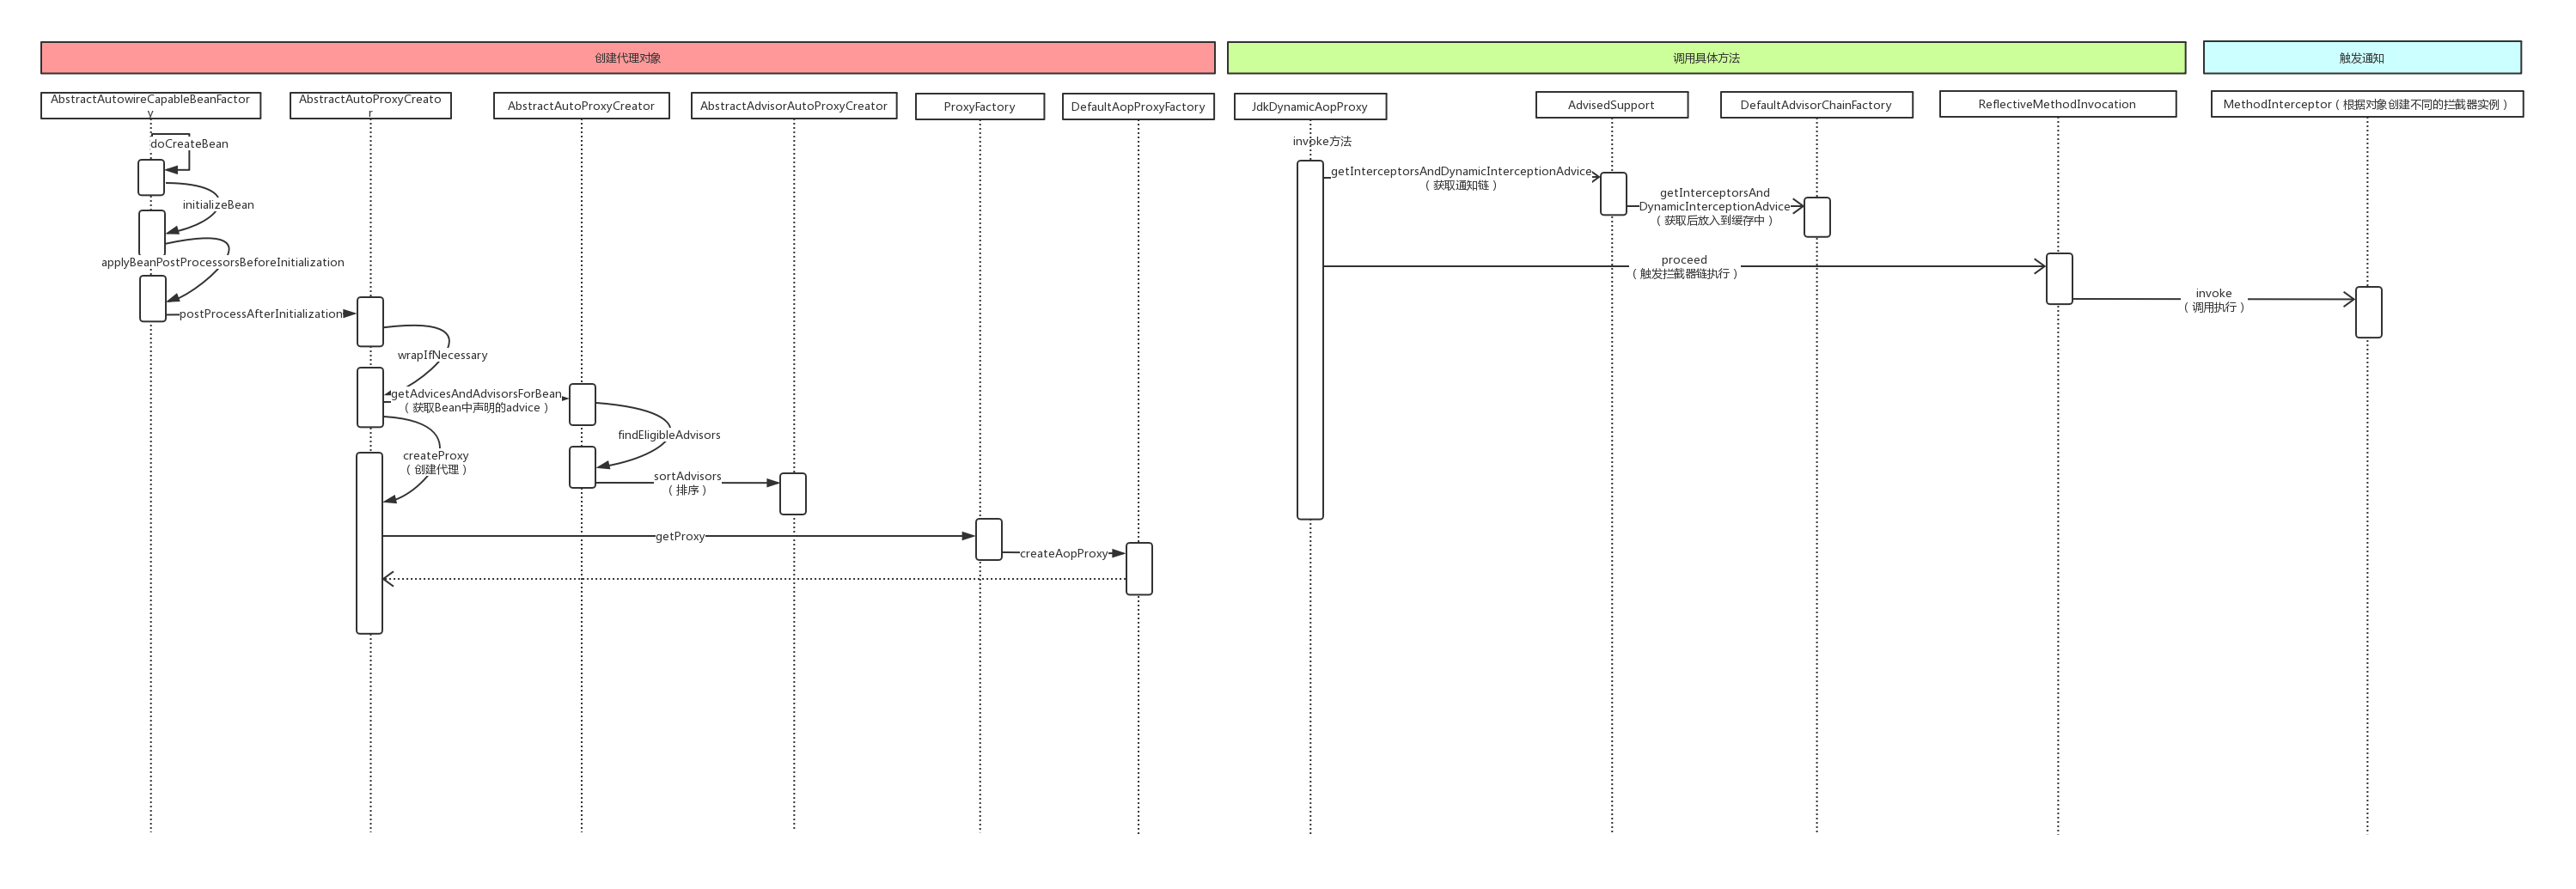 创建代理对象
调用具体方法
触发通知
AbstractAutowireCapableBeanFactor
y
AbstractAutoProxyCreato
r
AbstractAutoProxyCreator
AbstractAdvisorAutoProxyCreator
ProxyFactory
DefaultAopProxyFactory
JdkDynamicAopProxy
AdvisedSupport
DefaultAdvisorChainFactory
ReflectiveMethodInvocation
MethodInterceptor（根据对象创建不同的拦截器实例）
doCreateBean
initializeBean
applyBeanPostProcessorsBeforeInitialization
postProcessAfterInitialization
wrapIfNecessary
getAdvicesAndAdvisorsForBean
（获取Bean中声明的advice）
findEligibleAdvisors
createProxy
（创建代理）
sortAdvisors
（排序）
getProxy
createAopProxy
invoke方法
getInterceptorsAndDynamicInterceptionAdvice
（获取通知链）
getInterceptorsAnd
DynamicInterceptionAdvice
（获取后放入到缓存中）
proceed
（触发拦截器链执行）
invoke
（调用执行）